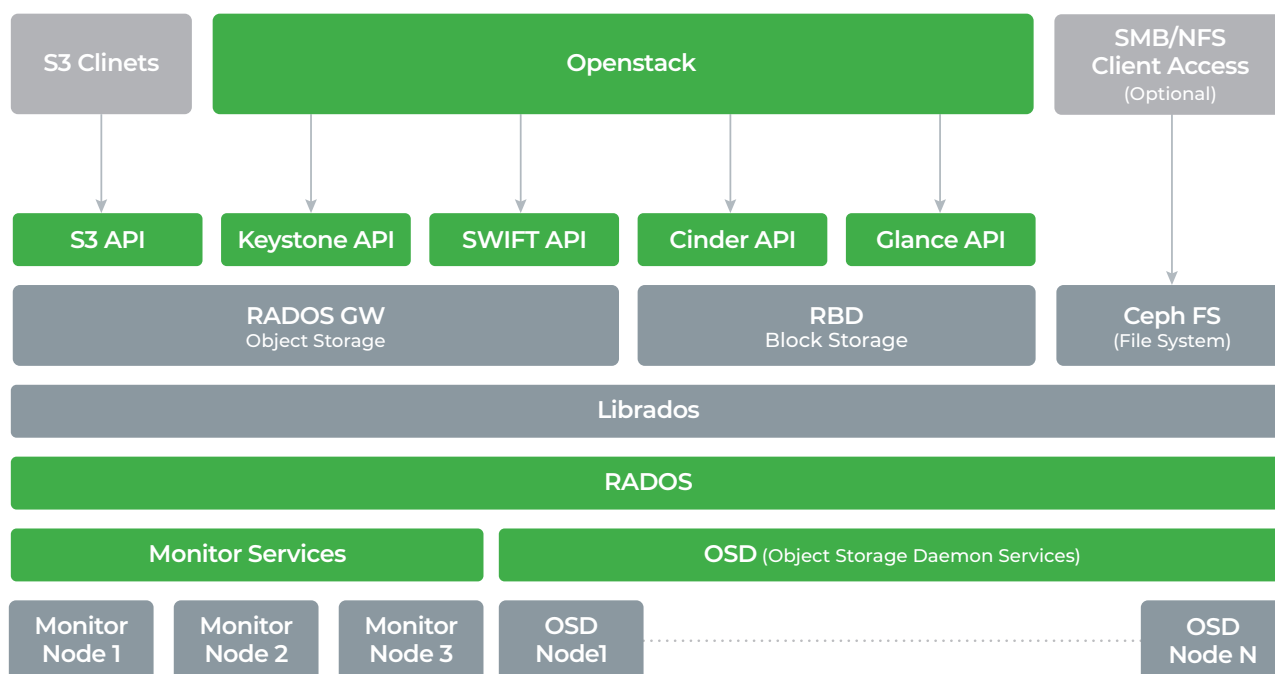 S3 Clinets
Openstack
SMB/NFS
Client Access
(Optional)
S3 API
Keystone API
SWIFT API
Cinder API
Glance API
RADOS GW
Object Storage
RBD
Block Storage
Ceph FS
(File System)
Librados
RADOS
Monitor Services
OSD (Object Storage Daemon Services)
Monitor
Node 1
Monitor
Node 2
Monitor
Node 3
OSD
Node1
OSD
Node N